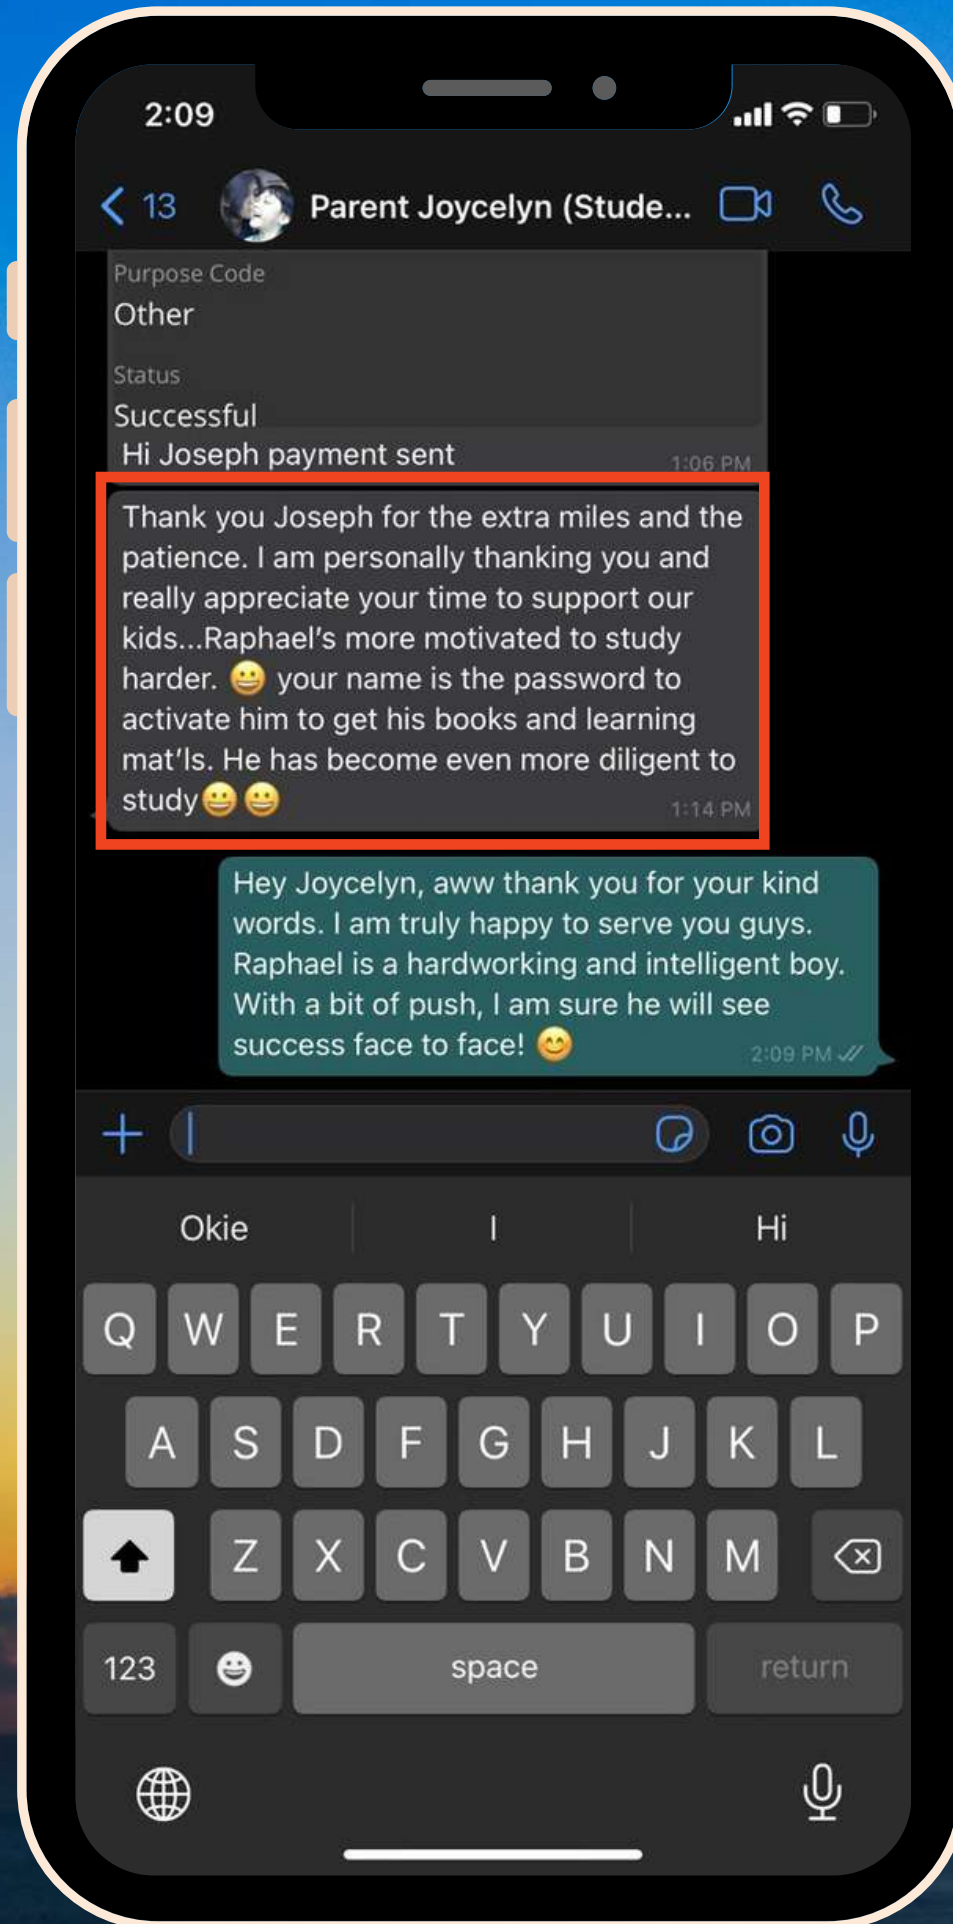 2:09
13
Parent Joycelyn (Stude...
Purpose Code
Other
Status
Successful
Hi Joseph payment sent
1:06 PM
Thank you Joseph for the extra miles and the
patience. I am personally thanking you and
really appreciate your time to support our
kids...Raphael's more motivated to study
harder. 😀 your name is the password to
activate him to get his books and learning
mat'ls. He has become even more diligent to
study😀😀
1:14 PM
Hey Joycelyn, aww thank you for your kind
words. I am truly happy to serve you guys.
Raphael is a hardworking and intelligent boy.
With a bit of push, I am sure he will see
success face to face! 😊
2:09 PM
Okie I Hi
Q W E R T Y U I O P
A S D F G H J K L
Z X C V B N M
123 space return